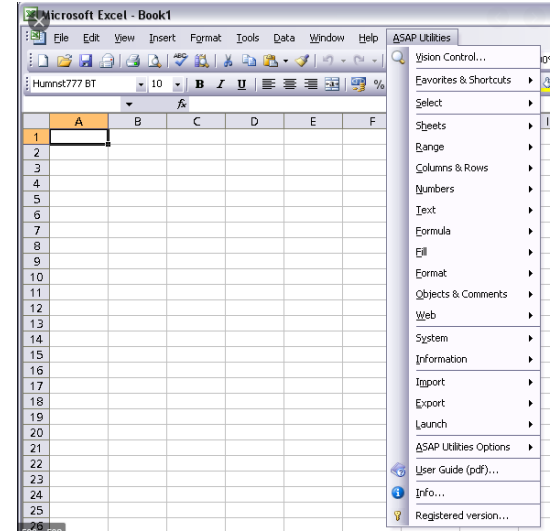 Microsoft Excel - Book1
File Edit View Insert Format Tools Data Window Help ASAP Utilities
Humnst777 BT 10 B I U %
fx
A B C D E F
1
2
3
4
5
6
7
8
9
10
11
12
13
14
15
16
17
18
19
20
21
22
23
24
25
26
Vision Control...
Favorites & Shortcuts
Select
Sheets
Range
Columns & Rows
Numbers
Text
Formula
Fill
Format
Objects & Comments
Web
System
Information
Import
Export
Launch
ASAP Utilities Options
User Guide (pdf)...
Info...
Registered version...